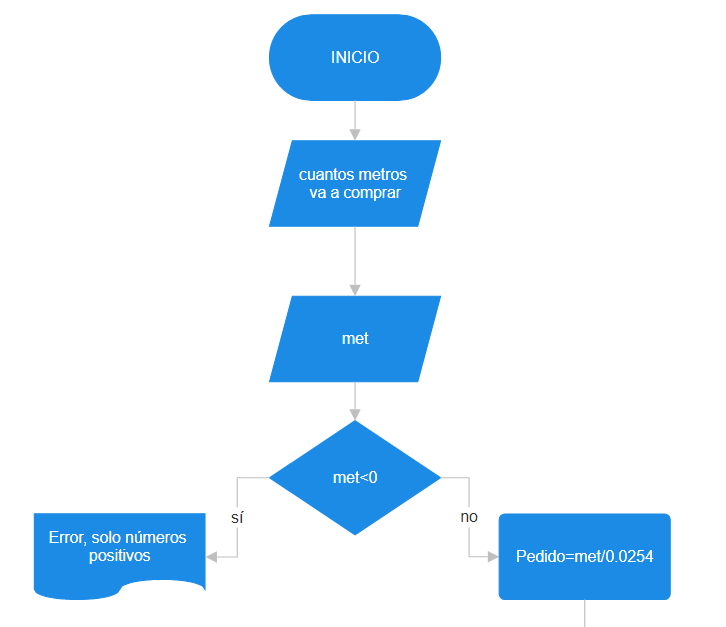 INICIO
cuantos metros
va a comprar
met
met<0
sí
no
Error, solo números
positivos
Pedido=met/0.0254